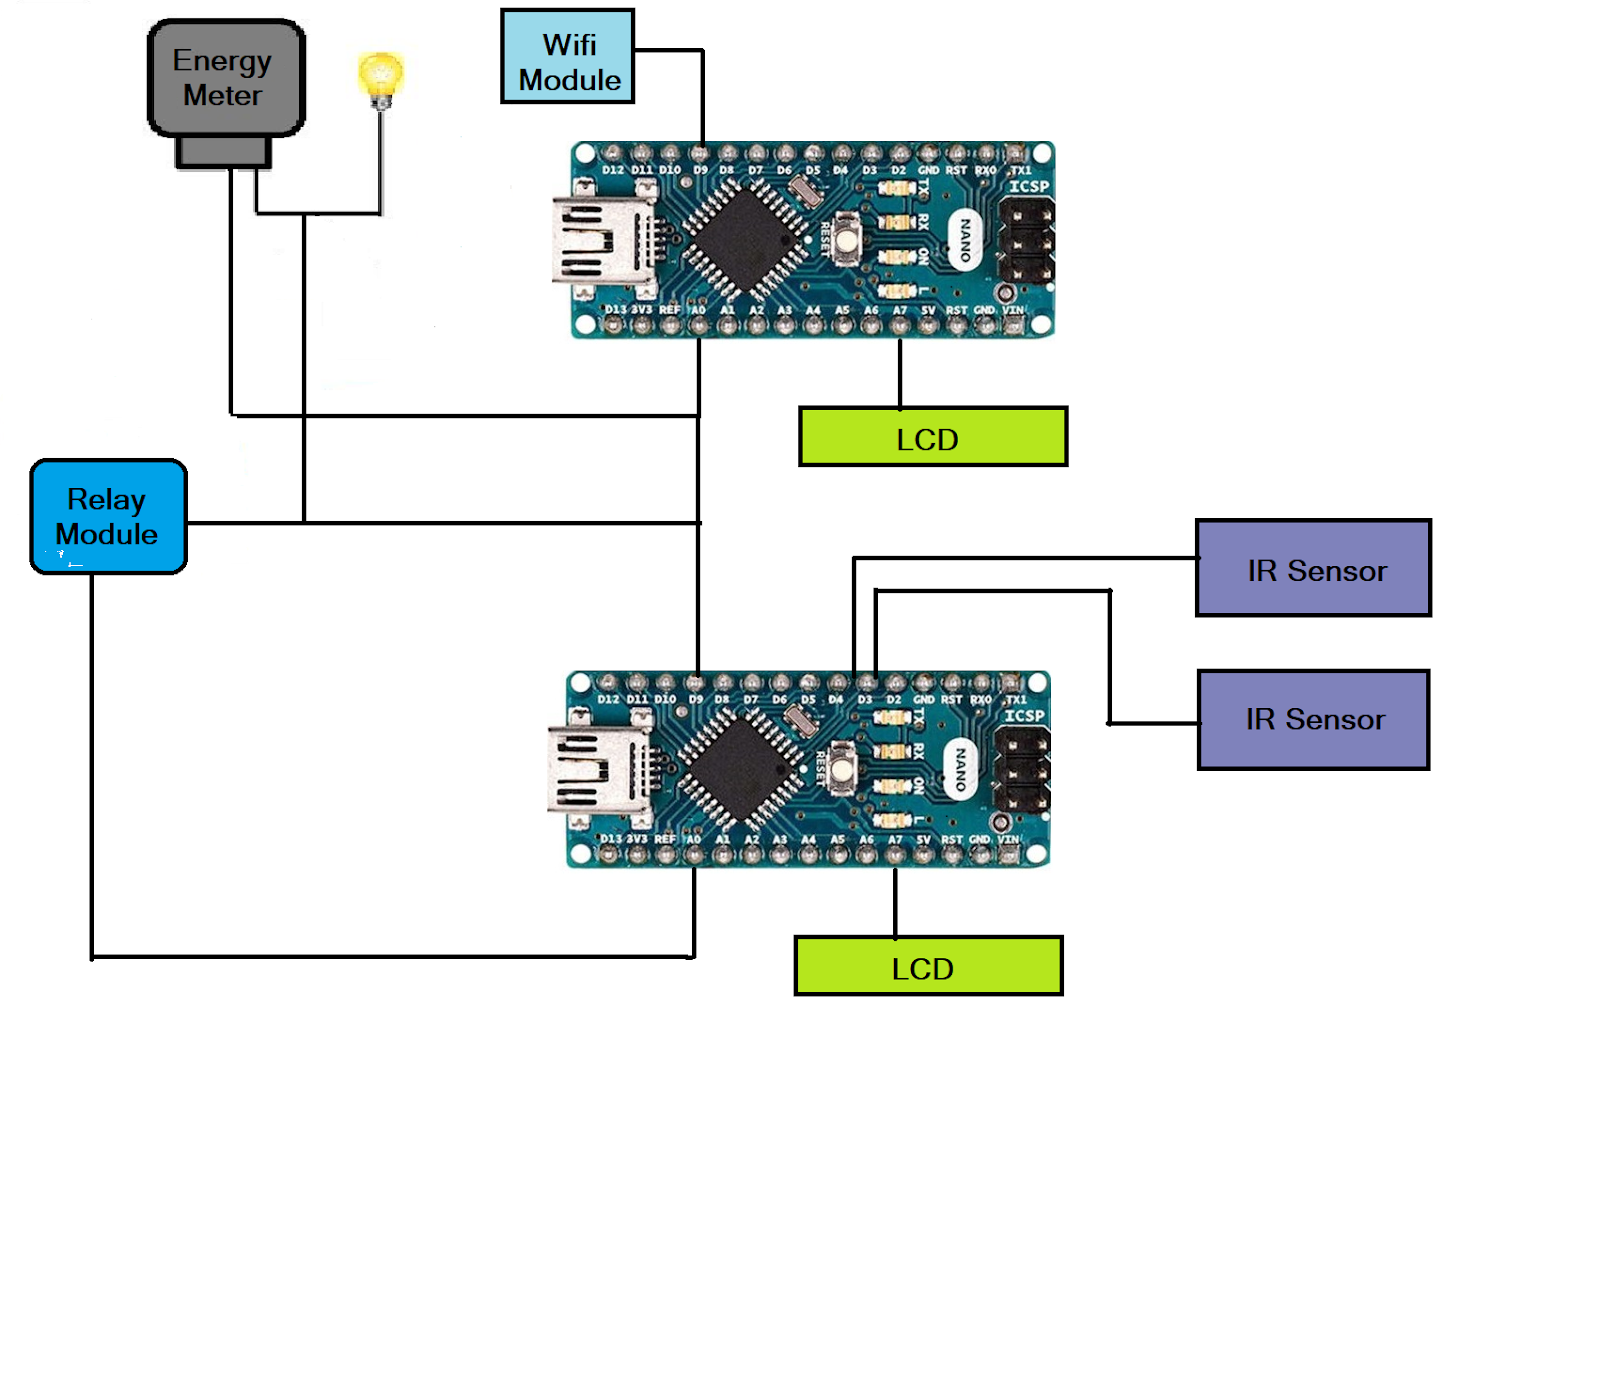 Energy
Meter
Wifi
Module
D12 D11 D10 D9 D8 D7 D6 D5 D4 D3 D2 GND RST RX0 TX1
ICSP
TX
RX
ON
L
RESET
NANO
D13 3V3 REF A0 A1 A2 A3 A4 A5 A6 A7 5V RST GND VIN
LCD
Relay
Module
IR Sensor
IR Sensor
D12 D11 D10 D9 D8 D7 D6 D5 D4 D3 D2 GND RST RX0 TX1
ICSP
TX
RX
ON
L
RESET
NANO
D13 3V3 REF A0 A1 A2 A3 A4 A5 A6 A7 5V RST GND VIN
LCD